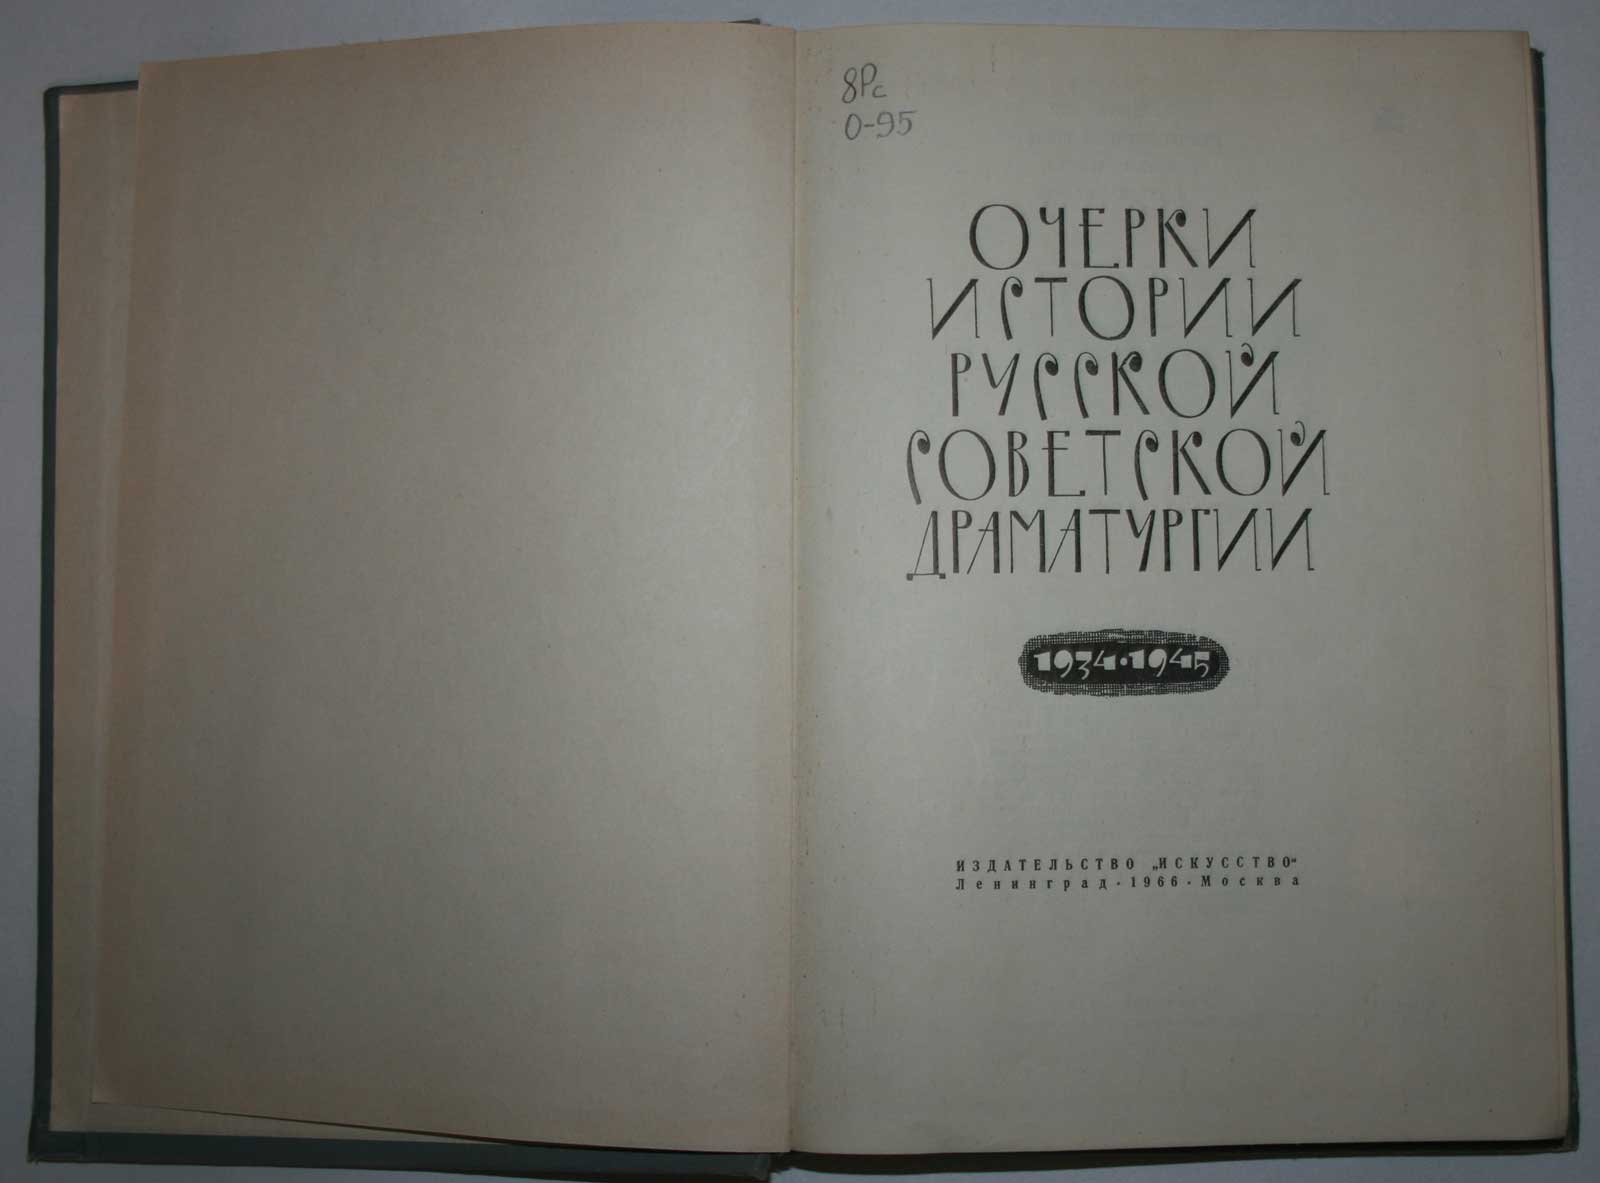 8Рс
О-95
ОЧЕРКИ
ИСТОРИИ
РУССКОЙ
СОВЕТСКОЙ
ДРАМАТУРГИИ
1934·1945
ИЗДАТЕЛЬСТВО „ИСКУССТВО“
Ленинград·1966·Москва